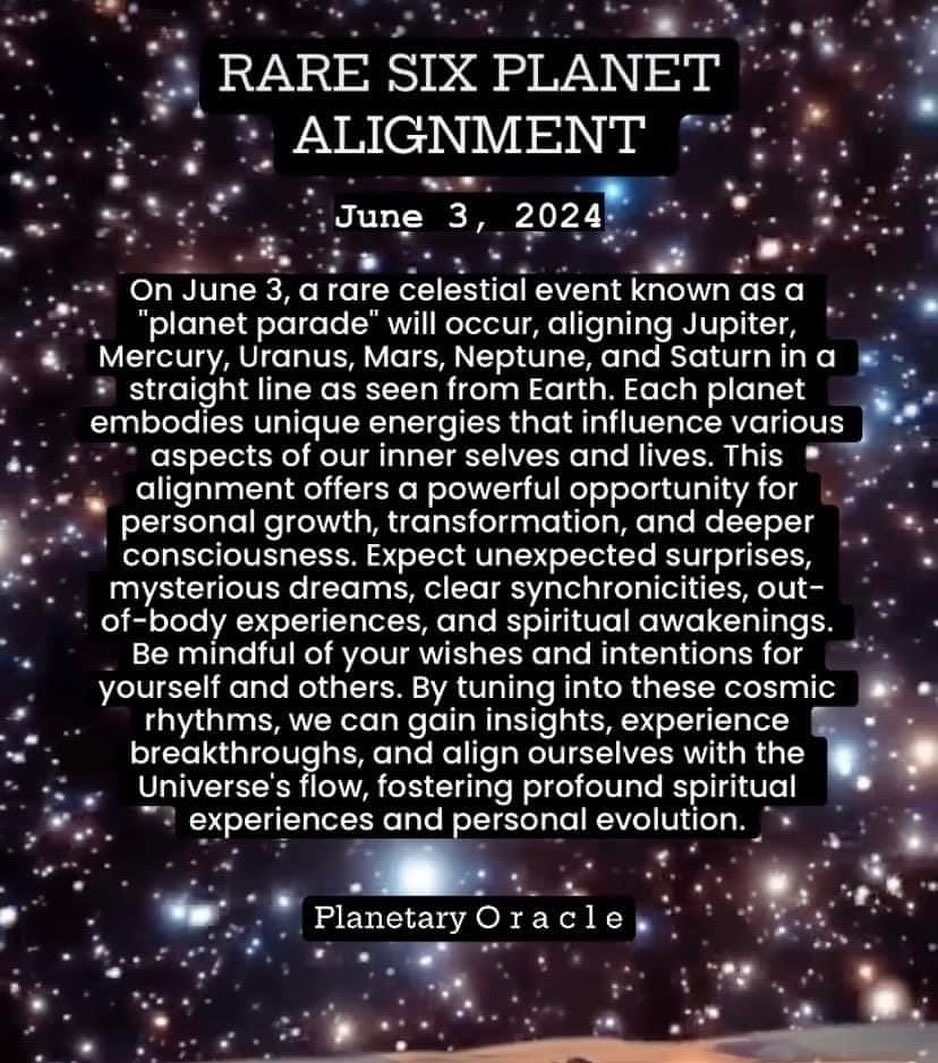 RARE SIX PLANET
ALIGNMENT
June 3, 2024
On June 3, a rare celestial event known as a
"planet parade" will occur, aligning Jupiter,
Mercury, Uranus, Mars, Neptune, and Saturn in a
straight line as seen from Earth. Each planet
embodies unique energies that influence various
aspects of our inner selves and lives. This
alignment offers a powerful opportunity for
personal growth, transformation, and deeper
consciousness. Expect unexpected surprises,
mysterious dreams, clear synchronicities, out-
of-body experiences, and spiritual awakenings.
Be mindful of your wishes and intentions for
yourself and others. By tuning into these cosmic
rhythms, we can gain insights, experience
breakthroughs, and align ourselves with the
Universe's flow, fostering profound spiritual
experiences and personal evolution.
Planetary O r a c l e